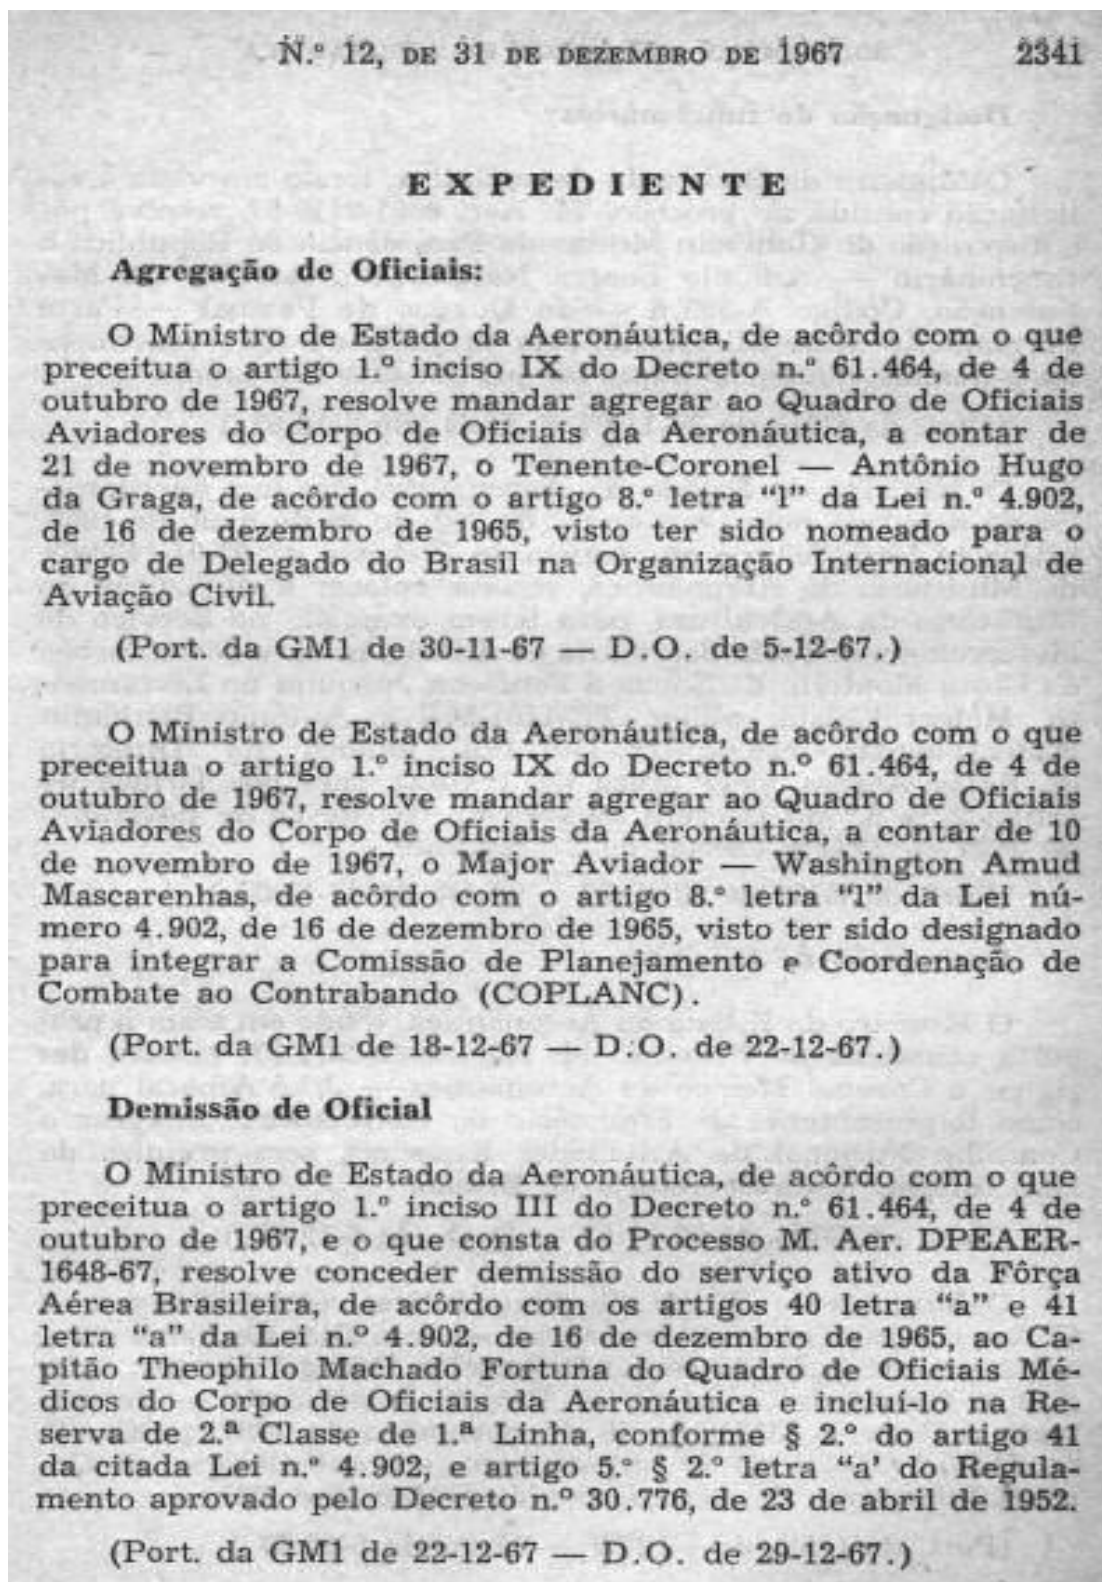 N.º 12, DE 31 DE DEZEMBRO DE 1967 2341
EXPEDIENTE
Agregação de Oficiais:
O Ministro de Estado da Aeronáutica, de acôrdo com o que
preceitua o artigo 1.º inciso IX do Decreto n.º 61.464, de 4 de
outubro de 1967, resolve mandar agregar ao Quadro de Oficiais
Aviadores do Corpo de Oficiais da Aeronáutica, a contar de
21 de novembro de 1967, o Tenente-Coronel — Antônio Hugo
da Graga, de acôrdo com o artigo 8.º letra “l” da Lei n.º 4.902,
de 16 de dezembro de 1965, visto ter sido nomeado para o
cargo de Delegado do Brasil na Organização Internacional de
Aviação Civil.
(Port. da GM1 de 30-11-67 — D.O. de 5-12-67.)
O Ministro de Estado da Aeronáutica, de acôrdo com o que
preceitua o artigo 1.º inciso IX do Decreto n.º 61.464, de 4 de
outubro de 1967, resolve mandar agregar ao Quadro de Oficiais
Aviadores do Corpo de Oficiais da Aeronáutica, a contar de 10
de novembro de 1967, o Major Aviador — Washington Amud
Mascarenhas, de acôrdo com o artigo 8.º letra “l” da Lei nú-
mero 4.902, de 16 de dezembro de 1965, visto ter sido designado
para integrar a Comissão de Planejamento e Coordenação de
Combate ao Contrabando (COPLANC).
(Port. da GM1 de 18-12-67 — D.O. de 22-12-67.)
Demissão de Oficial
O Ministro de Estado da Aeronáutica, de acôrdo com o que
preceitua o artigo 1.º inciso III do Decreto n.º 61.464, de 4 de
outubro de 1967, e o que consta do Processo M. Aer. DPEAER-
1648-67, resolve conceder demissão do serviço ativo da Fôrça
Aérea Brasileira, de acôrdo com os artigos 40 letra “a” e 41
letra “a” da Lei n.º 4.902, de 16 de dezembro de 1965, ao Ca-
pitão Theophilo Machado Fortuna do Quadro de Oficiais Mé-
dicos do Corpo de Oficiais da Aeronáutica e incluí-lo na Re-
serva de 2.ª Classe de 1.ª Linha, conforme § 2.º do artigo 41
da citada Lei n.º 4.902, e artigo 5.º § 2.º letra “a' do Regula-
mento aprovado pelo Decreto n.º 30.776, de 23 de abril de 1952.
(Port. da GM1 de 22-12-67 — D.O. de 29-12-67.)